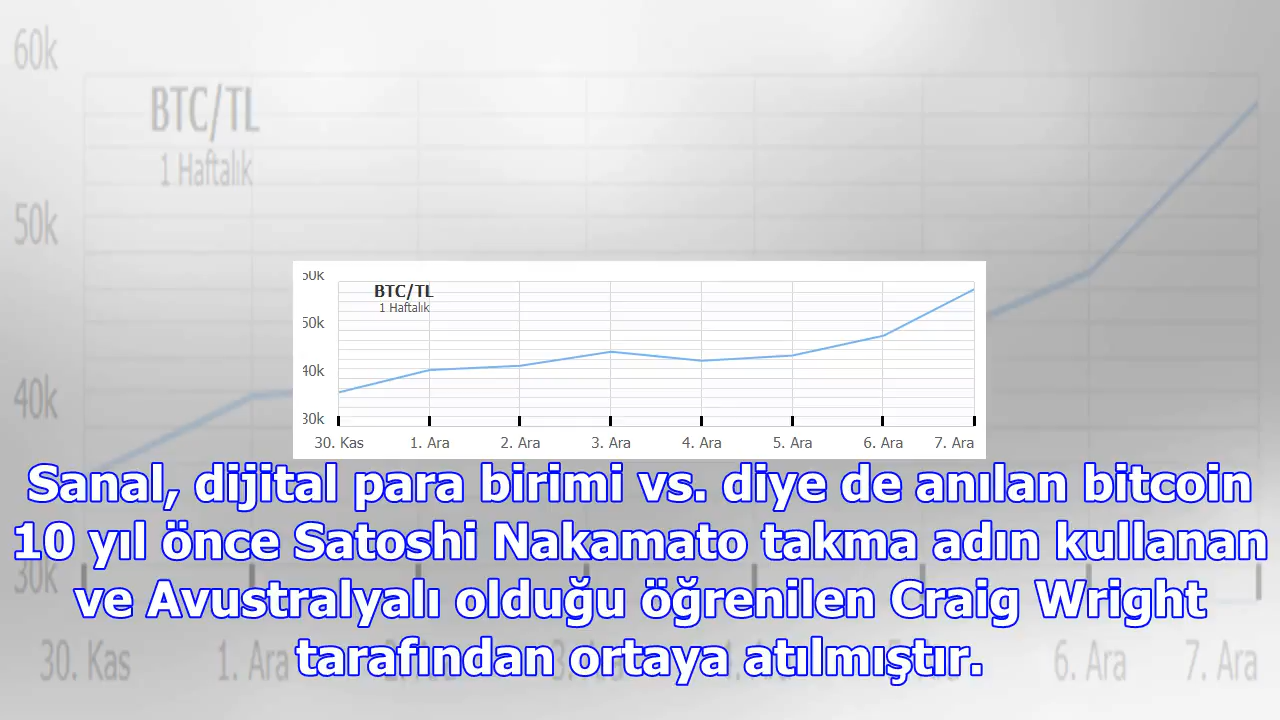 60k
BTC/TL
1 Haftalık
50k
40k
30k
30. Kas
1. Ara
6. Ara
7. Ara
BTC/TL
1 Haftalık
50k
40k
30k
30. Kas 1. Ara 2. Ara 3. Ara 4. Ara 5. Ara 6. Ara 7. Ara
Sanal, dijital para birimi vs. diye de anılan bitcoin
10 yıl önce Satoshi Nakamato takma adın kullanan
ve Avustralyalı olduğu öğrenilen Craig Wright
tarafından ortaya atılmıştır.